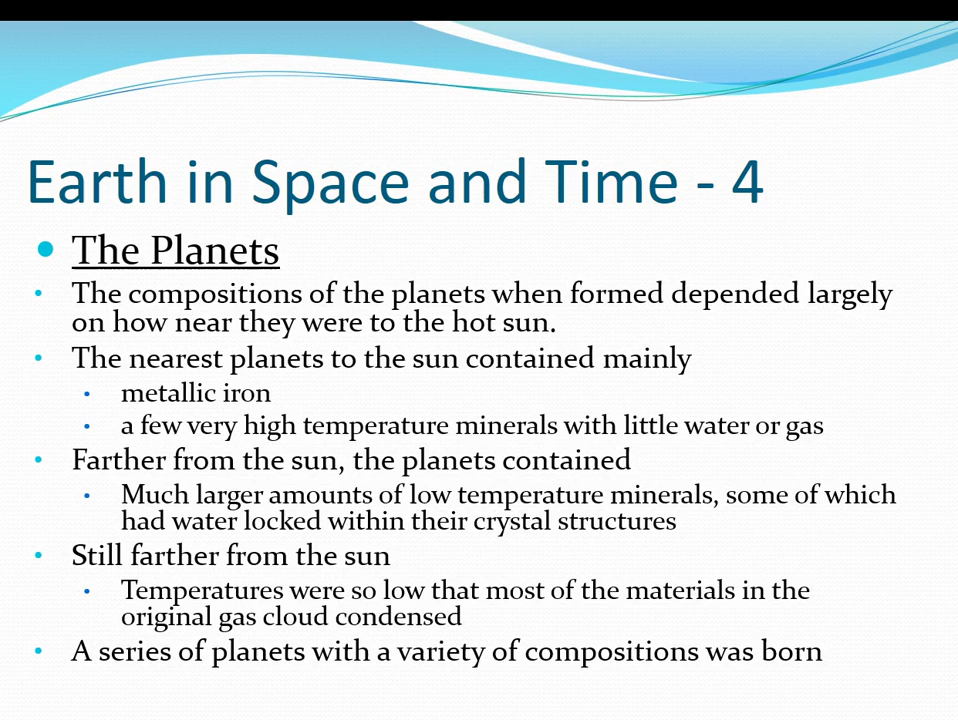 Earth in Space and Time - 4
• The Planets
• The compositions of the planets when formed depended largely
on how near they were to the hot sun.
• The nearest planets to the sun contained mainly
• metallic iron
• a few very high temperature minerals with little water or gas
• Farther from the sun, the planets contained
• Much larger amounts of low temperature minerals, some of which
had water locked within their crystal structures
• Still farther from the sun
• Temperatures were so low that most of the materials in the
original gas cloud condensed
• A series of planets with a variety of compositions was born